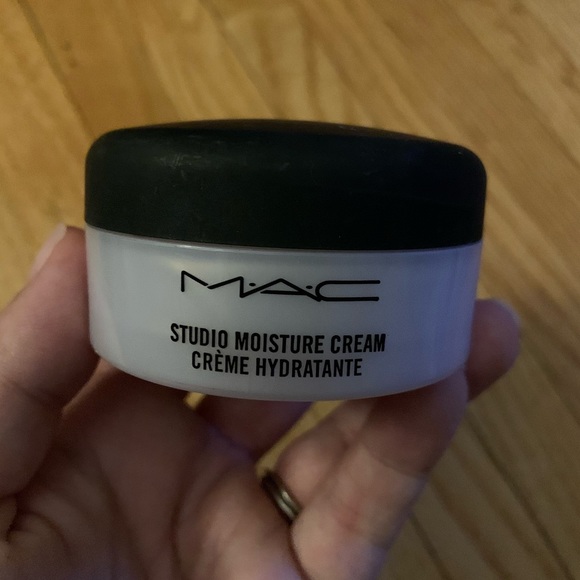 M·A·C
STUDIO MOISTURE CREAM
CRÈME HYDRATANTE